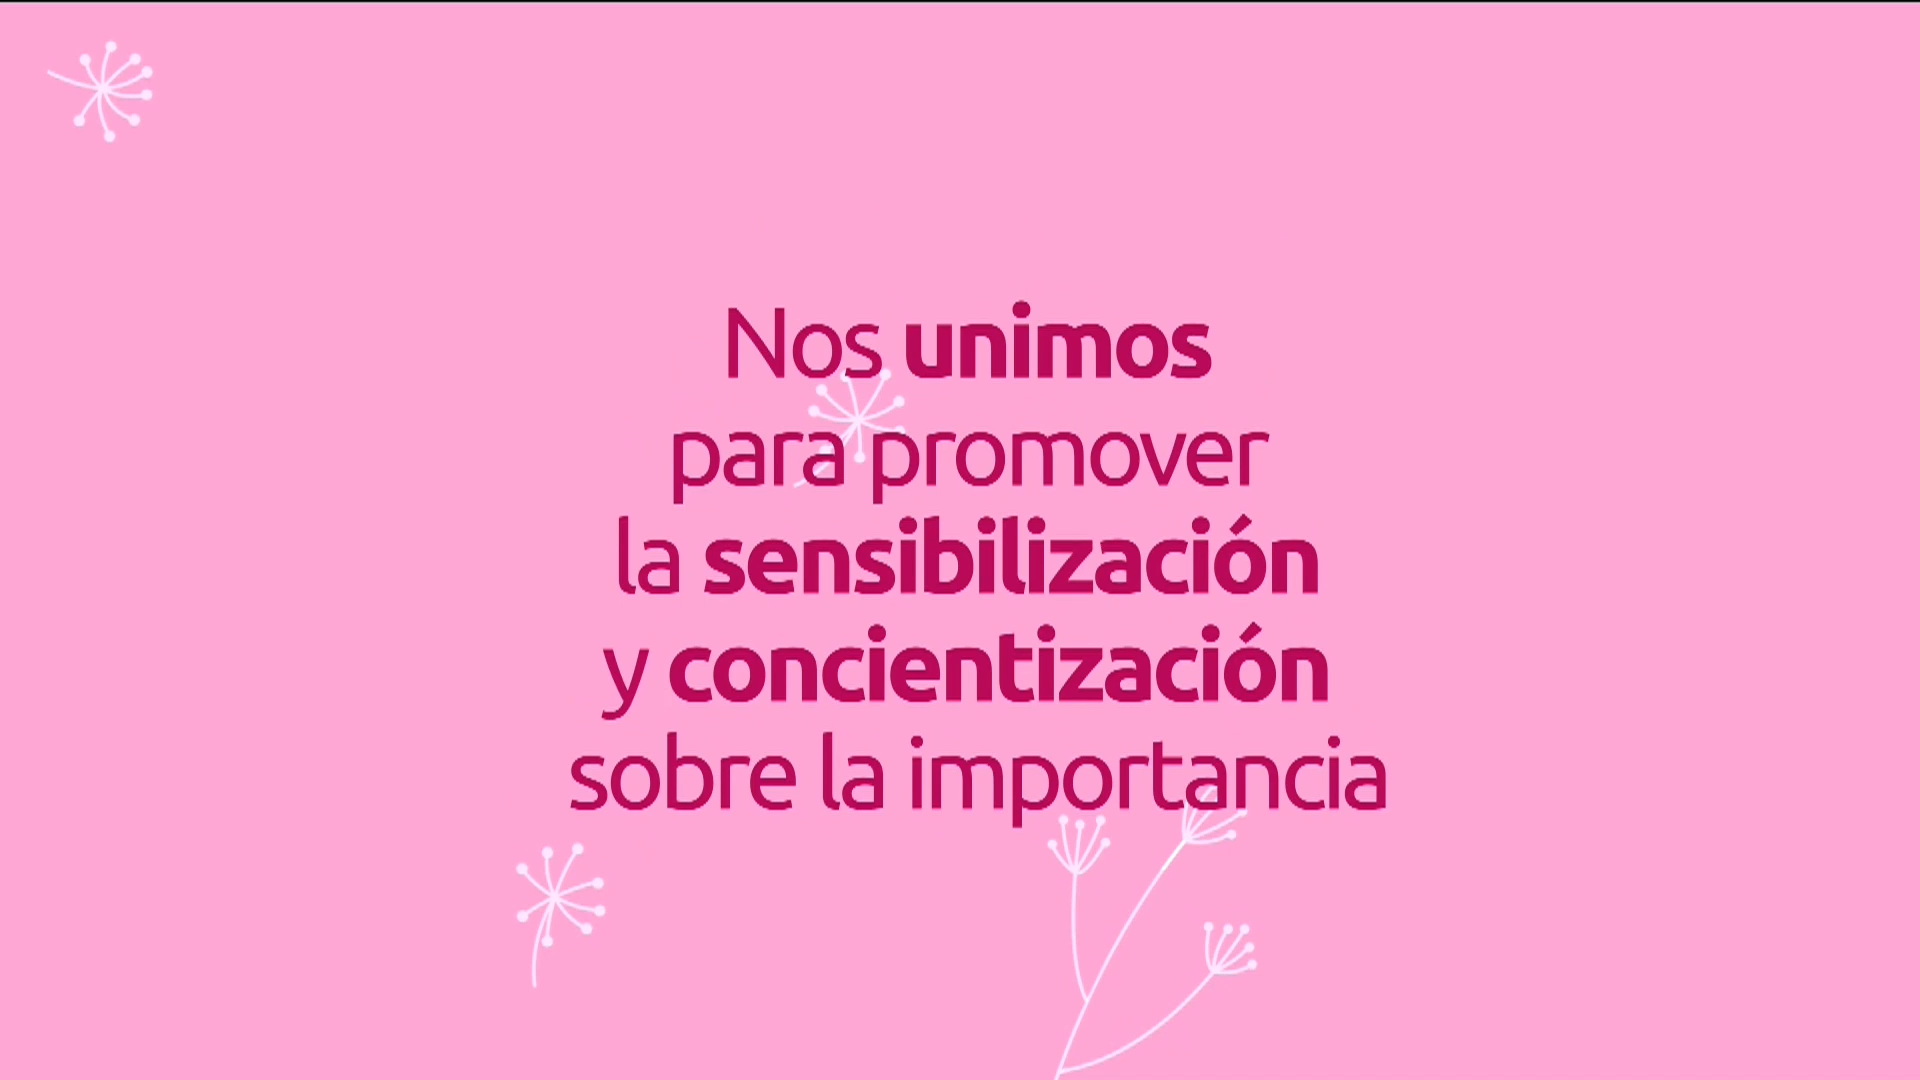 Nos unimos
para promover
la sensibilización
y concientización
sobre la importancia